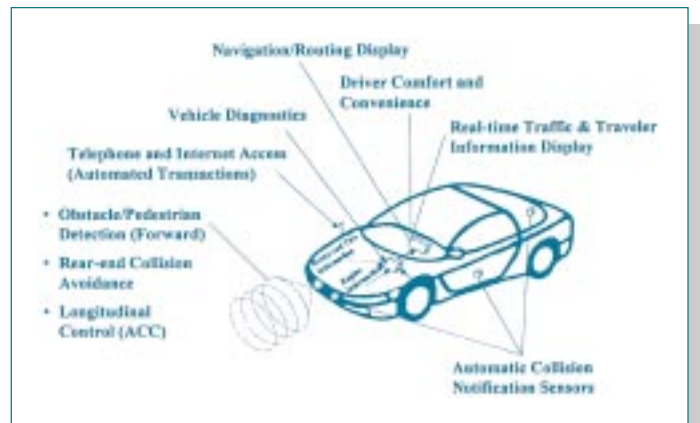 Navigation/Routing Display
Driver Comfort and
Convenience
Vehicle Diagnostics
Real-time Traffic & Traveler
Information Display
Telephone and Internet Access
(Automated Transactions)
• Obstacle/Pedestrian
Detection (Forward)
• Rear-end Collision
Avoidance
• Longitudinal
Control (ACC)
Automatic Collision
Notification Sensors